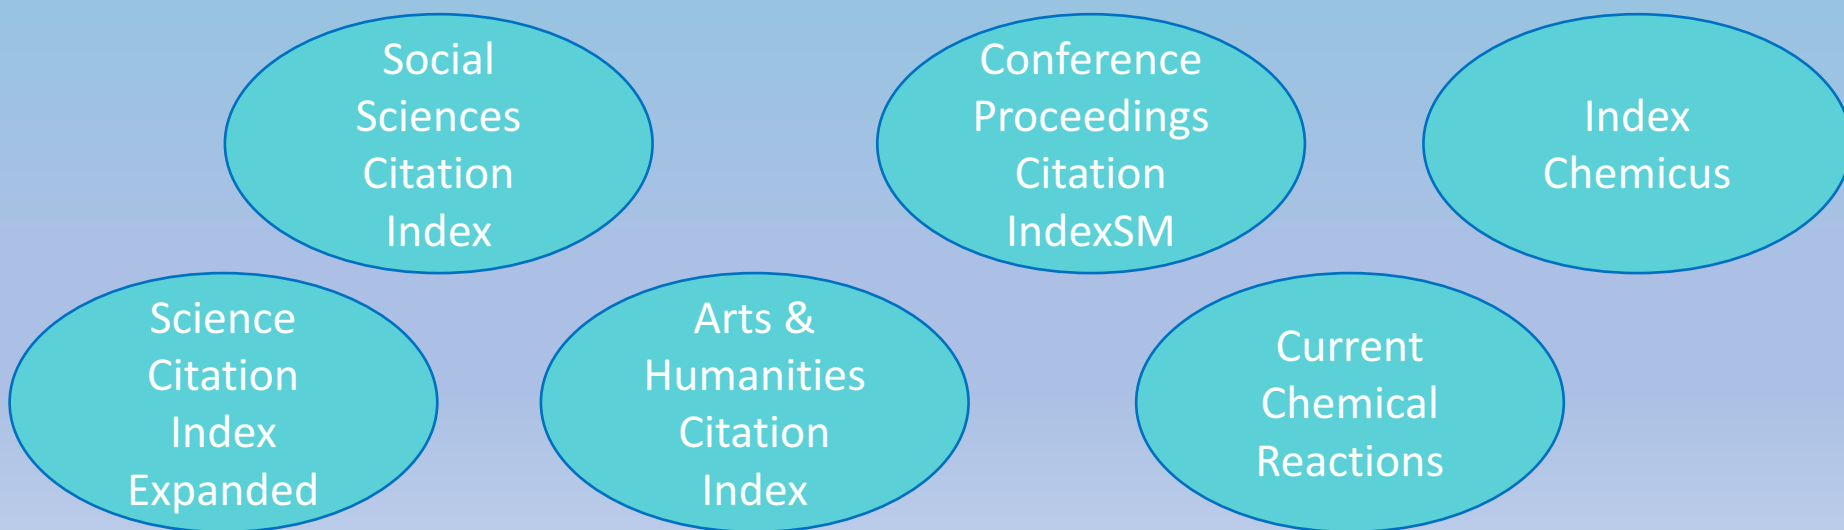 Social
Sciences
Citation
Index
Conference
Proceedings
Citation
IndexSM
Index
Chemicus
Science
Citation
Index
Expanded
Arts &
Humanities
Citation
Index
Current
Chemical
Reactions